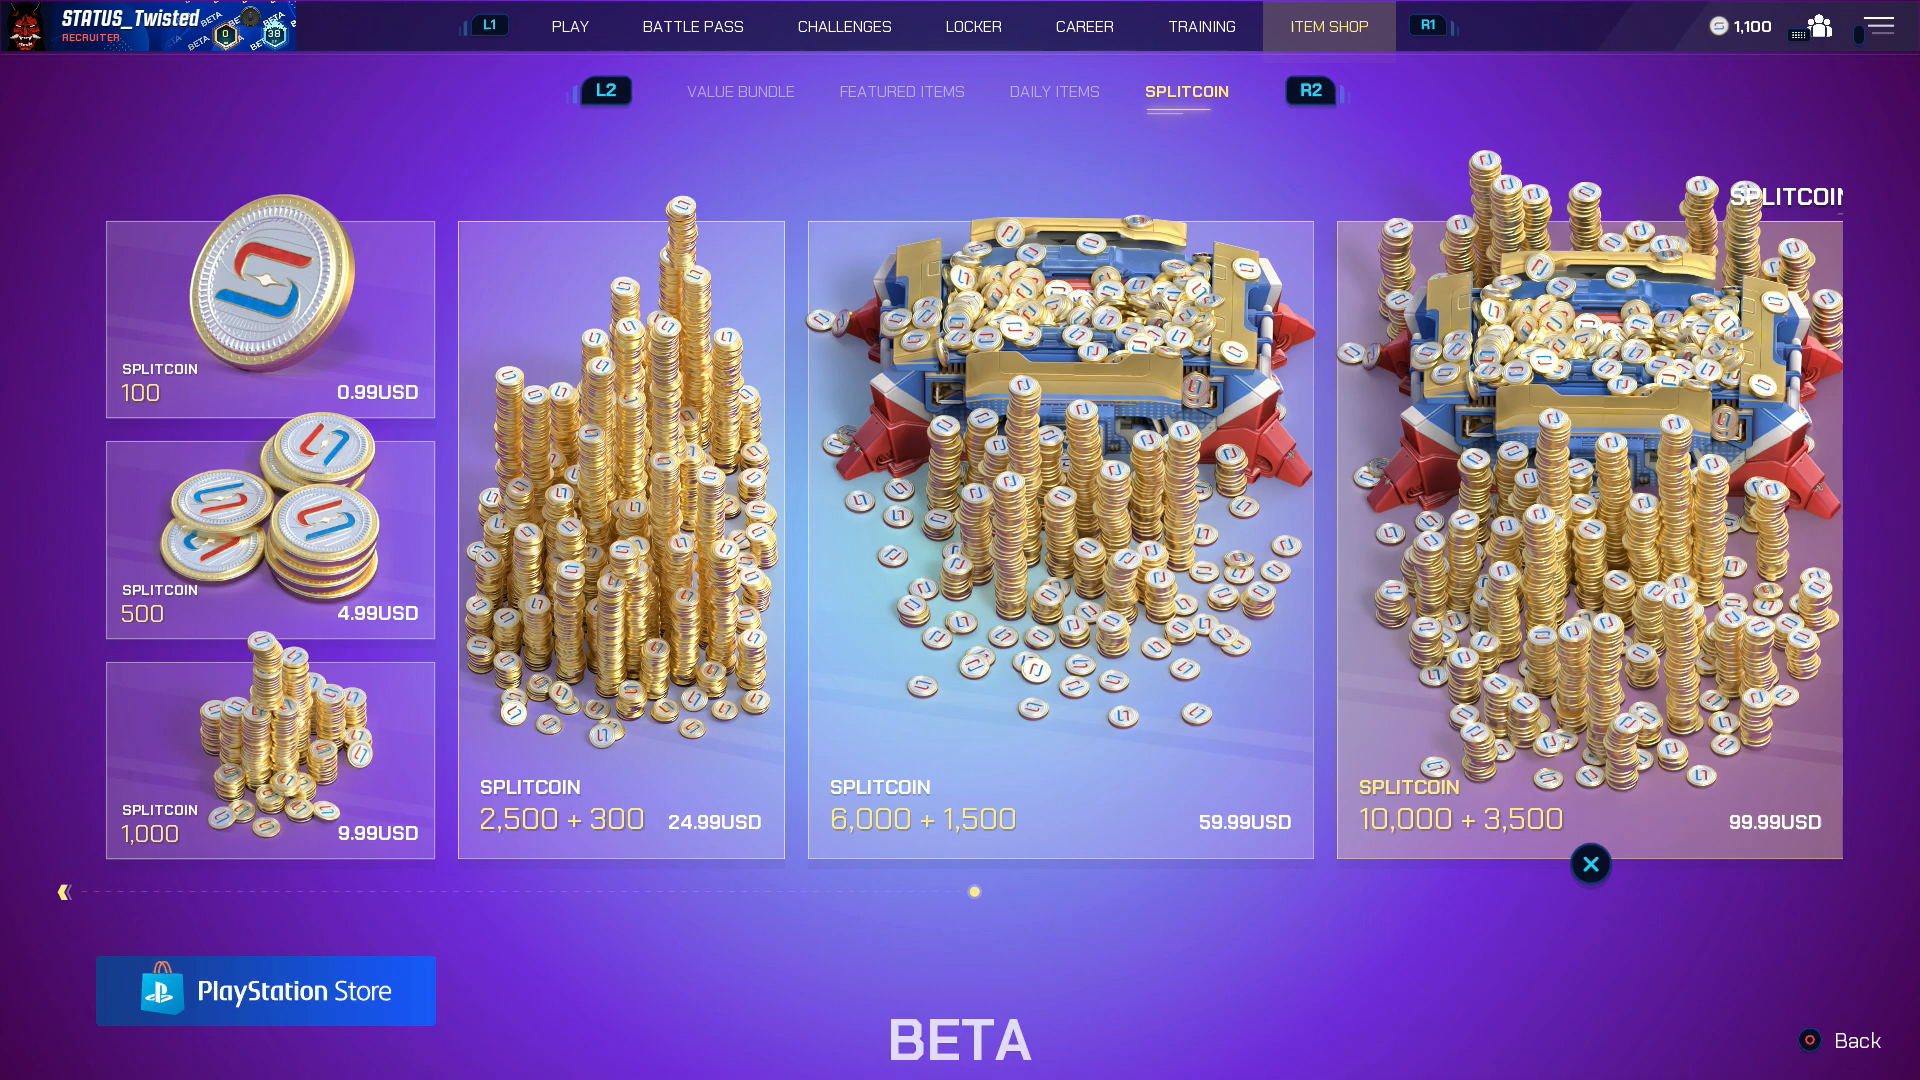 STATUS_Twisted
RECRUITER
0
38
L1
PLAY
BATTLE PASS
CHALLENGES
LOCKER
CAREER
TRAINING
ITEM SHOP
R1
1,100
L2
VALUE BUNDLE
FEATURED ITEMS
DAILY ITEMS
SPLITCOIN
R2
SPLITCOIN
100
0.99USD
SPLITCOIN
500
4.99USD
SPLITCOIN
1,000
9.99USD
SPLITCOIN
2,500 + 300
24.99USD
SPLITCOIN
6,000 + 1,500
59.99USD
SPLITCOIN
SPLITCOIN
10,000 + 3,500
99.99USD
PlayStation Store
BETA
Back